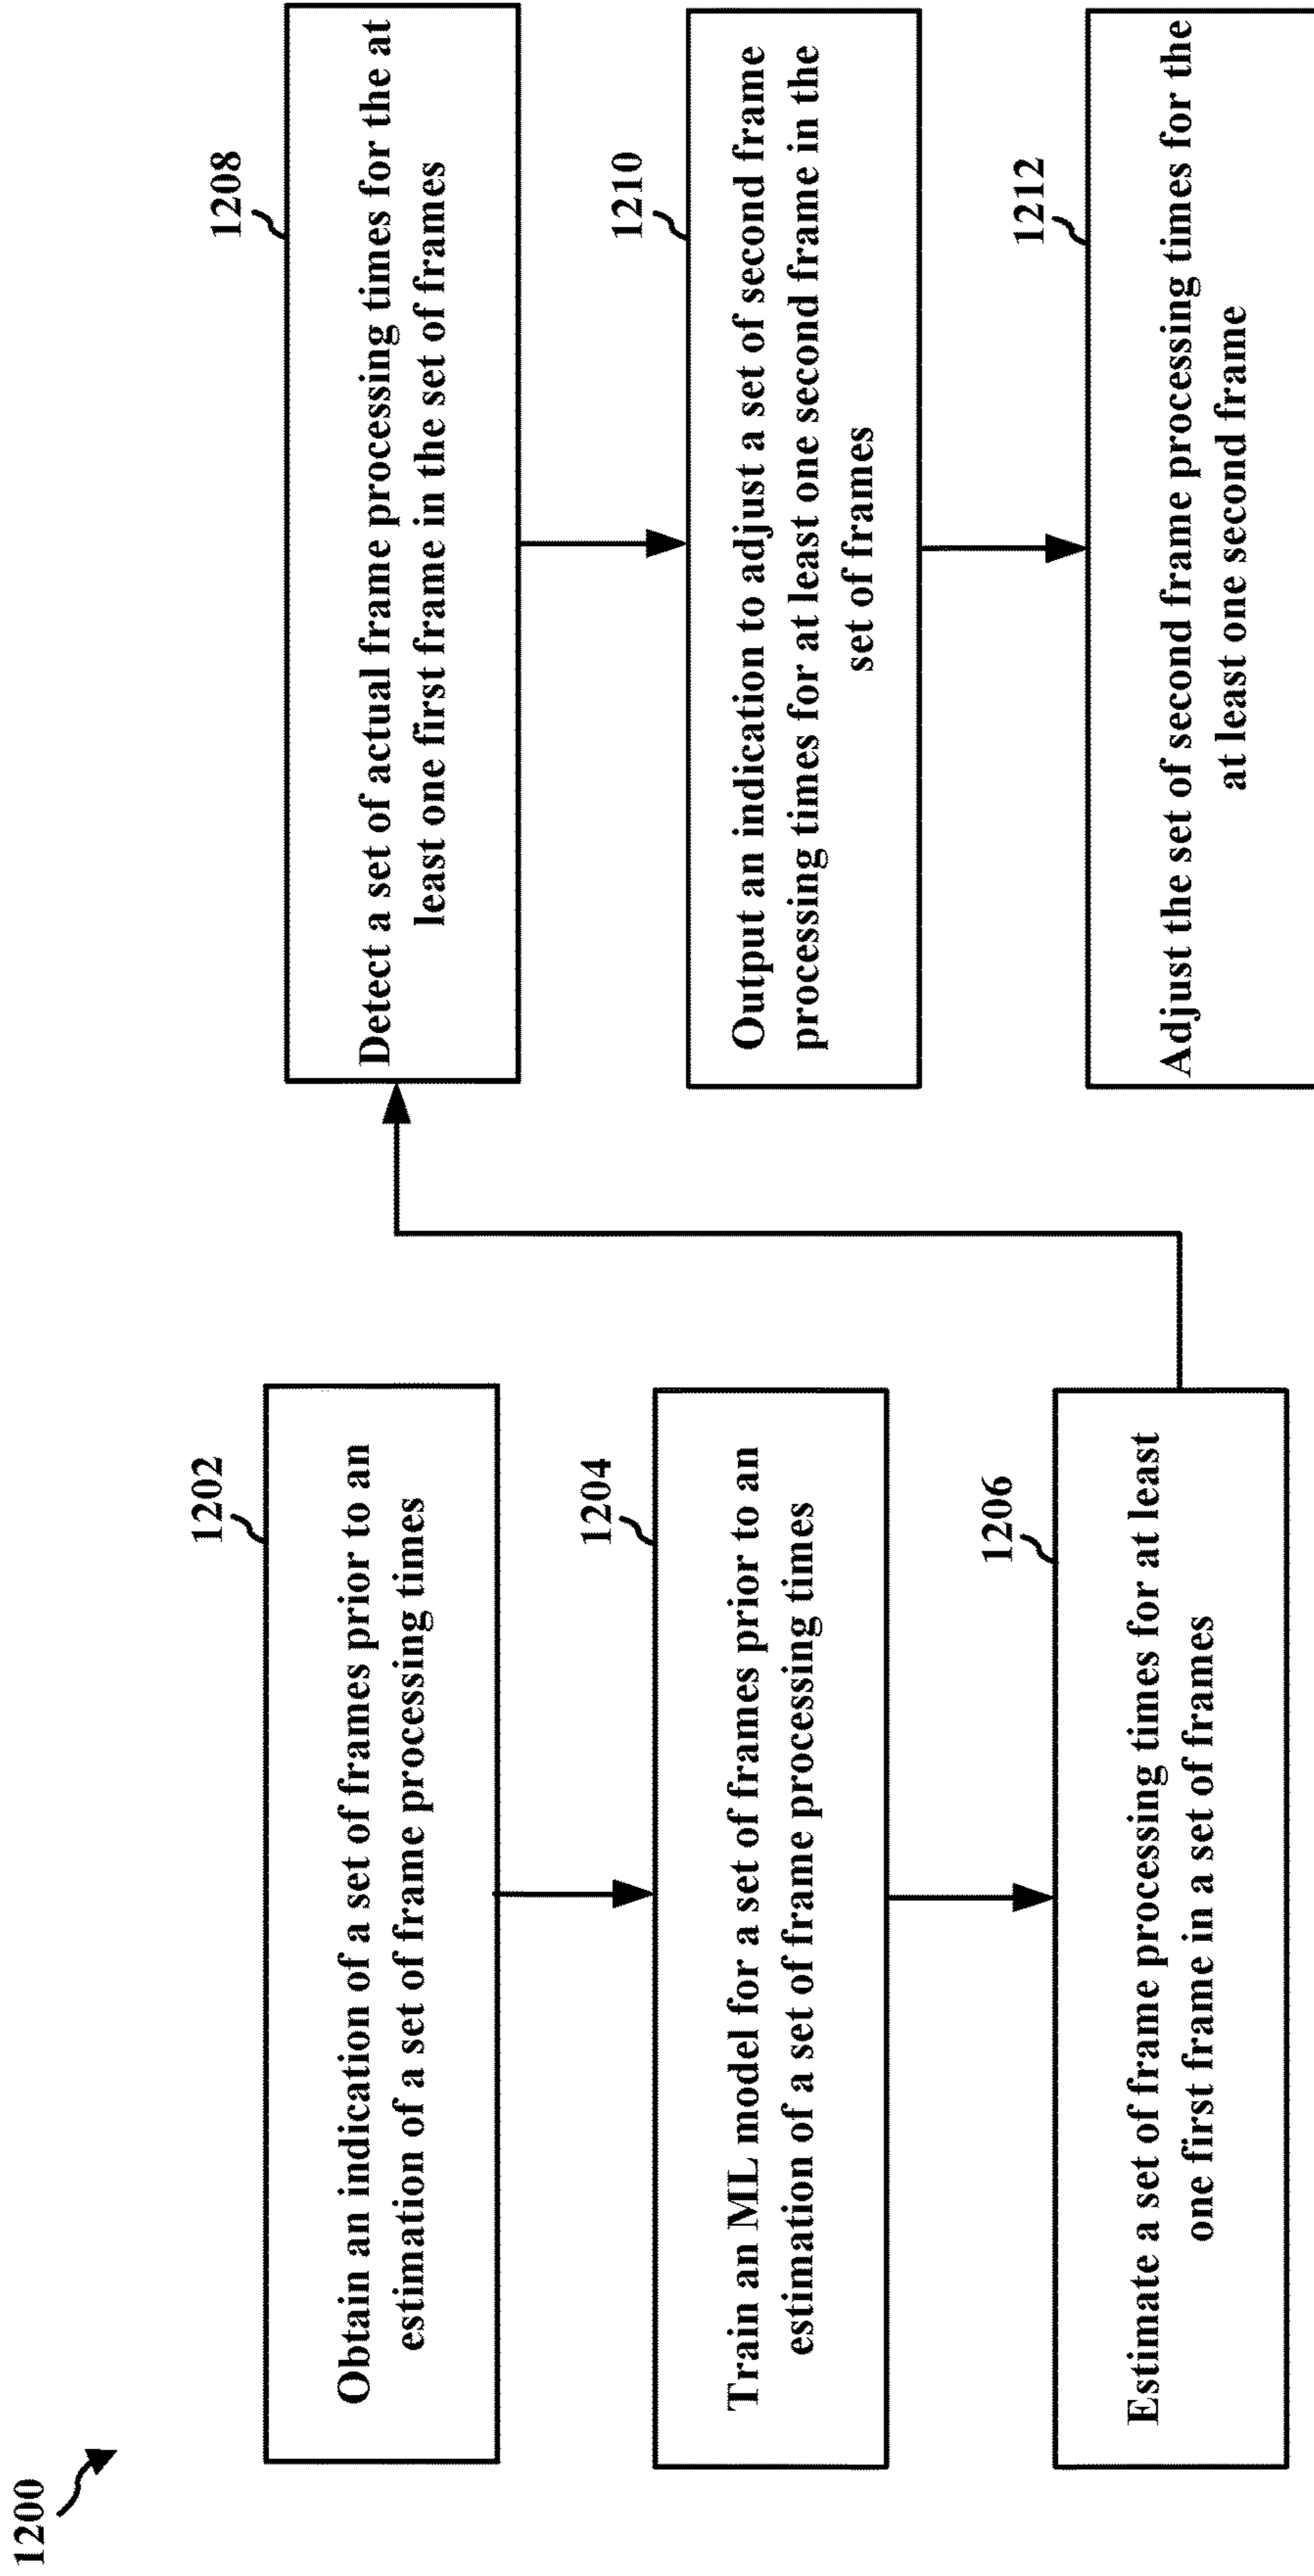 1200
1202
Obtain an indication of a set of frames prior to an
estimation of a set of frame processing times
1204
Train an ML model for a set of frames prior to an
estimation of a set of frame processing times
1206
Estimate a set of frame processing times for at least
one first frame in a set of frames
1208
Detect a set of actual frame processing times for the at
least one first frame in the set of frames
1210
Output an indication to adjust a set of second frame
processing times for at least one second frame in the
set of frames
1212
Adjust the set of second frame processing times for the
at least one second frame